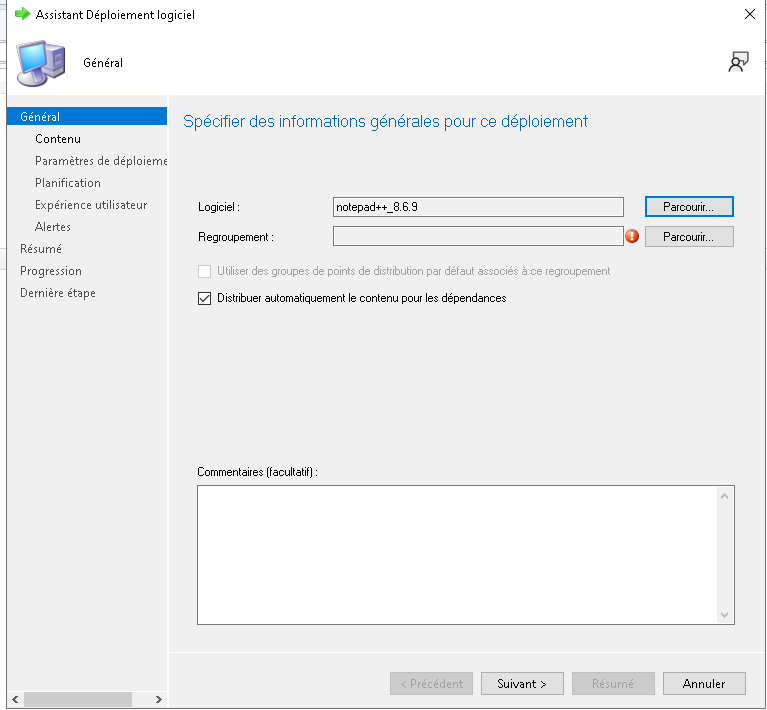 Assistant Déploiement logiciel
Général
Général
Contenu
Paramètres de déploieme
Planification
Expérience utilisateur
Alertes
Résumé
Progression
Dernière étape
Spécifier des informations générales pour ce déploiement
Logiciel : notepad++_8.6.9 Parcourir...
Regroupement : Parcourir...
Utiliser des groupes de points de distribution par défaut associés à ce regroupement
Distribuer automatiquement le contenu pour les dépendances
Commentaires (facultatif) :
< Précédent Suivant > Résumé Annuler